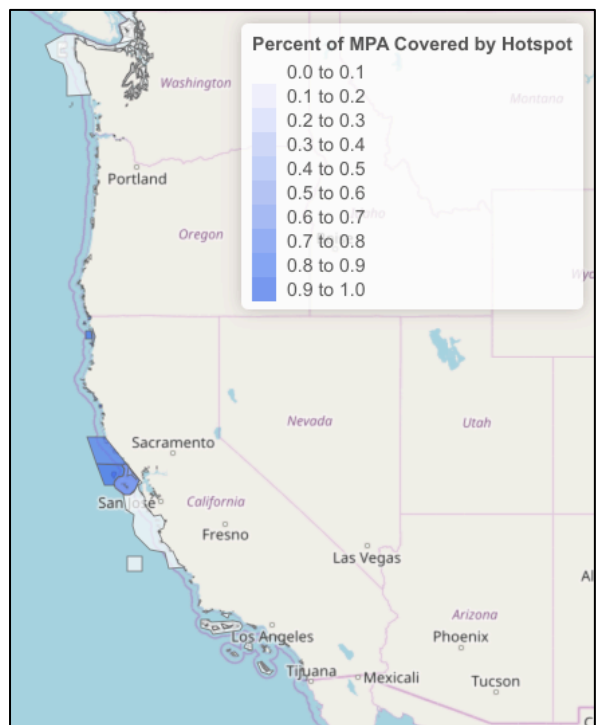 Percent of MPA Covered by Hotspot
0.0 to 0.1
0.1 to 0.2
0.2 to 0.3
0.3 to 0.4
0.4 to 0.5
0.5 to 0.6
0.6 to 0.7
0.7 to 0.8
0.8 to 0.9
0.9 to 1.0
Washington
Montana
Portland
Oregon
Nevada
Utah
Sacramento
San Jose
California
Fresno
Las Vegas
Arizona
Los Angeles
Phoenix
Tijuana
Mexicali
Tucson